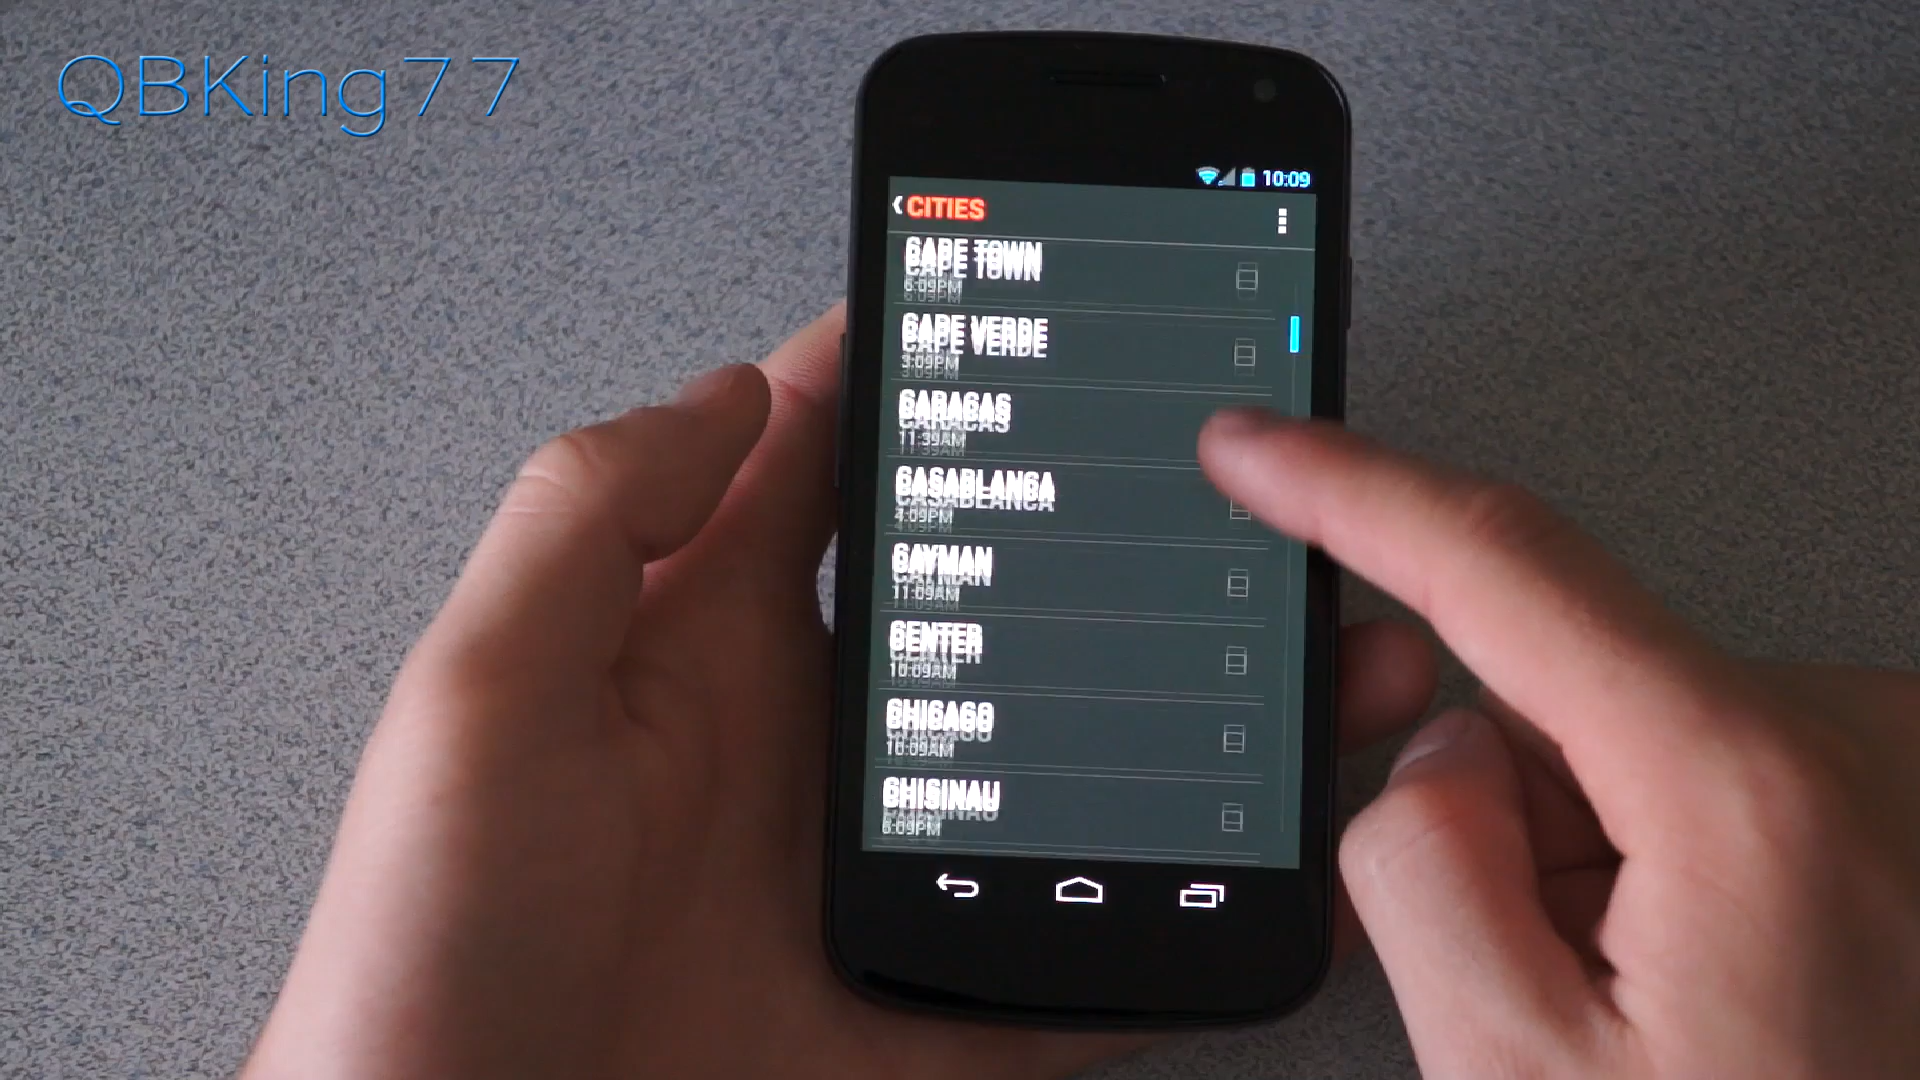 QBKing77
10:09
CITIES
CAPE TOWN
6:09PM
CAPE VERDE
3:09PM
CARACAS
11:39AM
CASABLANCA
4:09PM
CAYMAN
11:09AM
CENTER
10:09AM
CHICAGO
10:09AM
CHISINAU
6:09PM